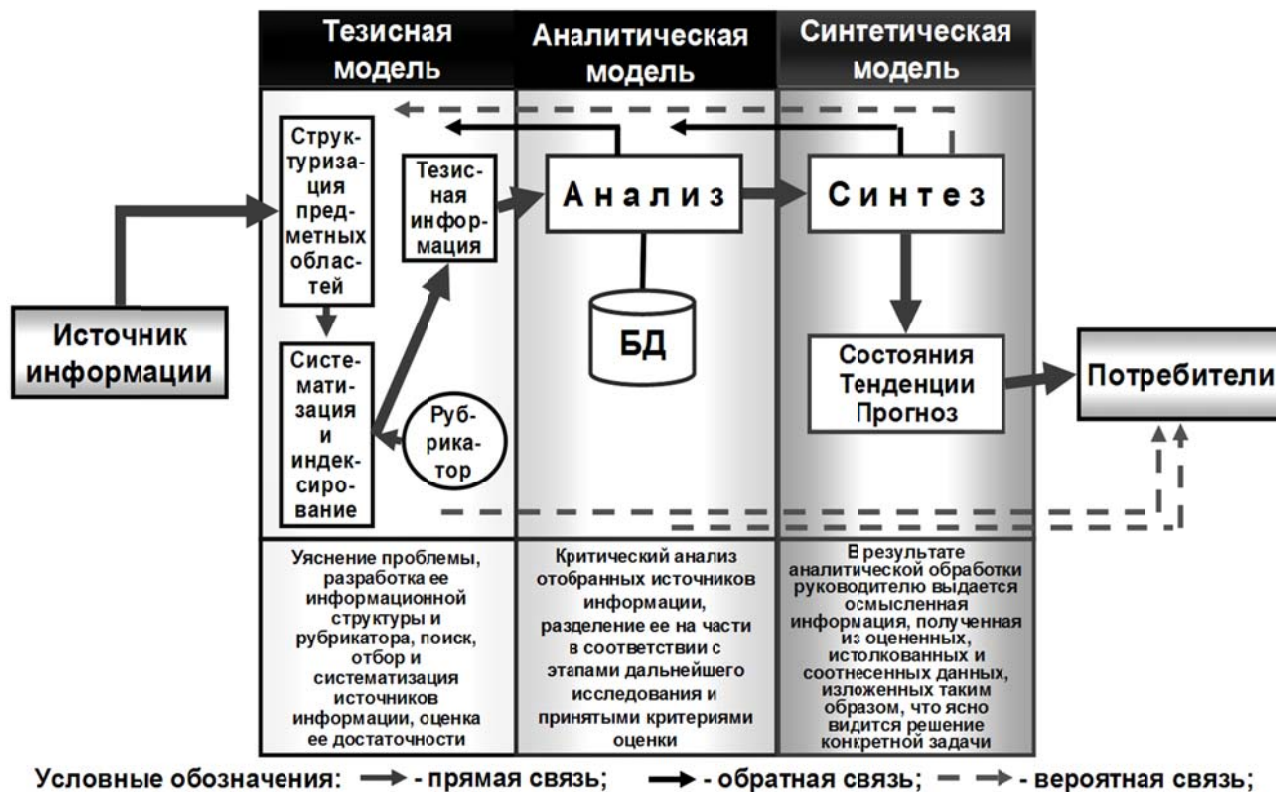 Тезисная
модель
Аналитическая
модель
Синтетическая
модель
Источник
информации
Струк-
туриза-
ция
пред-
метных
облас-
тей
Систе-
мати-
зация
и
индек-
сиро-
вание
Тезис-
ная
инфор-
мация
Руб-
рика-
тор
Анализ
БД
Синтез
Состояния
Тенденции
Прогноз
Потребители
Уяснение проблемы,
разработка ее
информационной
структуры и
рубрикатора, поиск,
отбор и
систематизация
источников
информации, оценка
ее достаточности
Критический анализ
отобранных источников
информации,
разделение ее на части
в соответствии с
этапами дальнейшего
исследования и
принятыми критериями
оценки
В результате
аналитической обработки
руководителю выдается
осмысленная
информация, полученная
из оцененных,
истолкованных и
соотнесенных данных,
изложенных таким
образом, что ясно
видится решение
конкретной задачи
Условные обозначения: - прямая связь; - обратная связь; - вероятная связь;